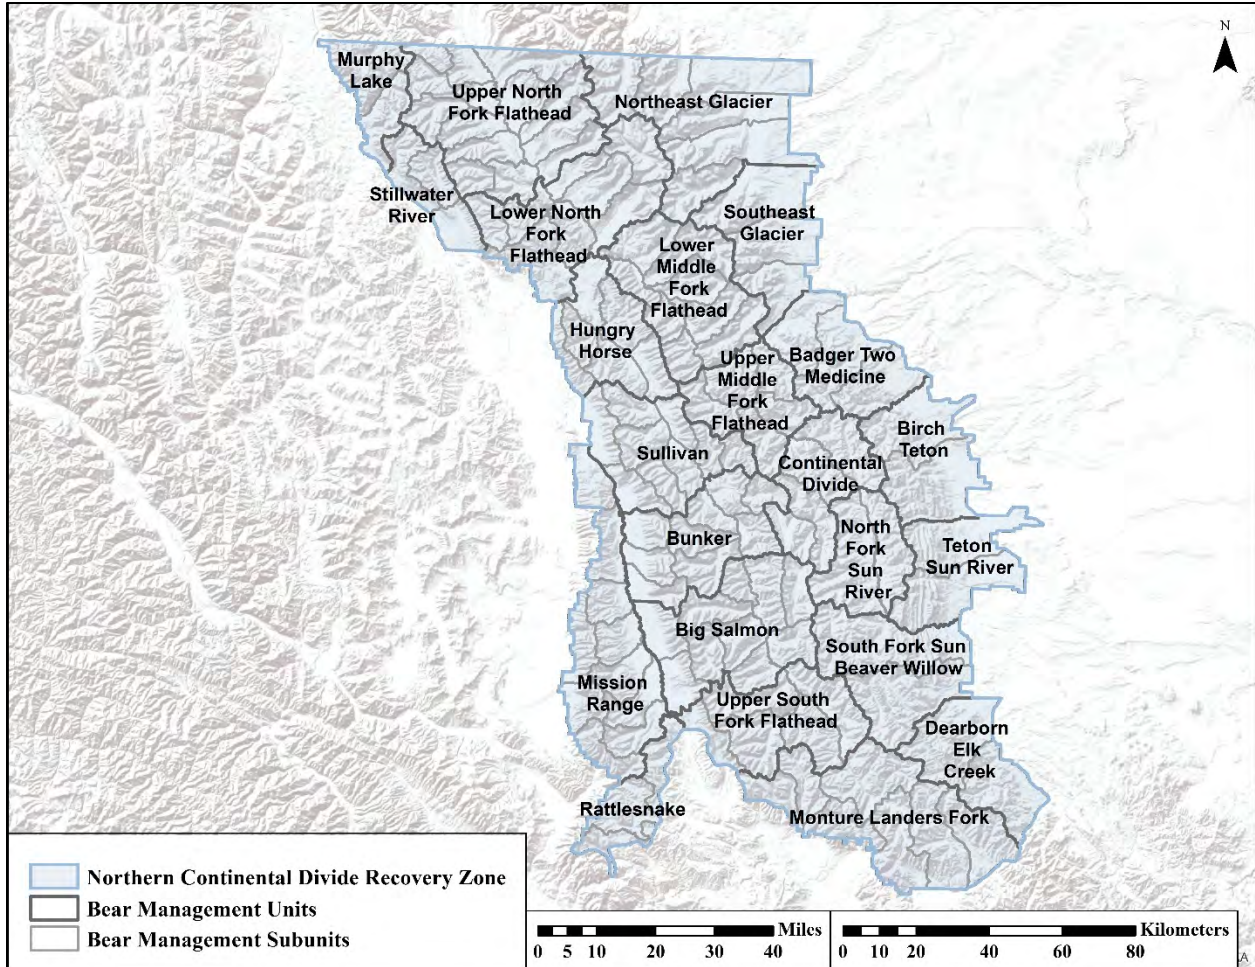 N
Murphy
Lake
Upper North
Fork Flathead
Northeast Glacier
Stillwater
River
Lower North
Fork
Flathead
Southeast
Glacier
Lower
Middle
Fork
Flathead
Hungry
Horse
Upper
Middle
Fork
Flathead
Badger Two
Medicine
Birch
Teton
Sullivan
Continental
Divide
Bunker
North
Fork
Sun
River
Teton
Sun River
Big Salmon
South Fork Sun
Beaver Willow
Mission
Range
Upper South
Fork Flathead
Dearborn
Elk
Creek
Rattlesnake
Monture Landers Fork
Northern Continental Divide Recovery Zone
Bear Management Units
Bear Management Subunits
Miles
0 5 10 20 30 40
Kilometers
0 5 10 20 40 60 80